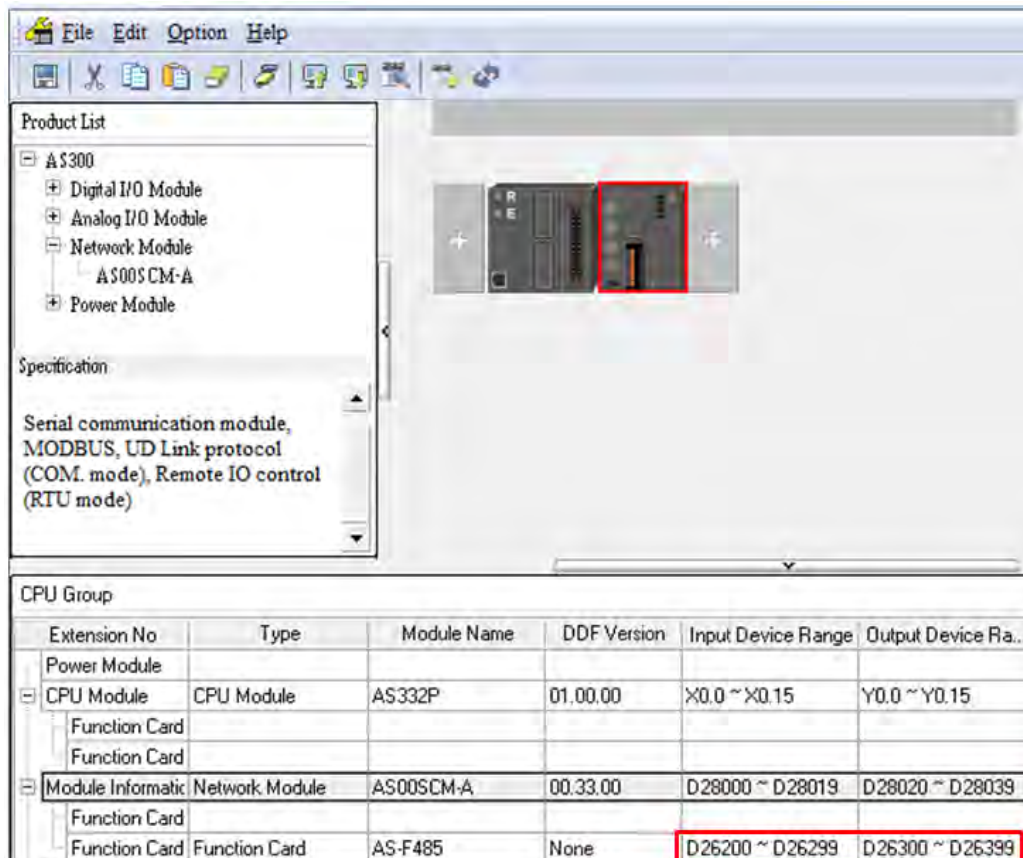 File Edit Option Help
Product List
AS300
Digital I/O Module
Analog I/O Module
Network Module
AS00SCM-A
Power Module
Specification
Serial communication module,
MODBUS, UD Link protocol
(COM. mode), Remote IO control
(RTU mode)
R
E
CPU Group
Extension No Type Module Name DDF Version Input Device Range Output Device Ra..
Power Module
CPU Module CPU Module AS332P 01.00.00 X0.0 ~ X0.15 Y0.0 ~ Y0.15
Function Card
Function Card
Module Informatic Network Module AS00SCM-A 00.33.00 D28000 ~ D28019 D28020 ~ D28039
Function Card
Function Card Function Card AS-F485 None D26200 ~ D26299 D26300 ~ D26399